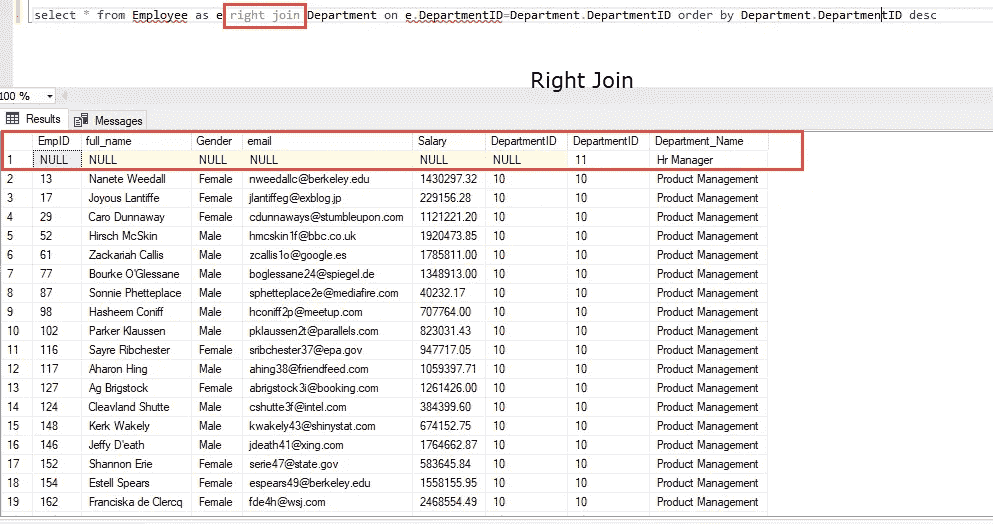 select * from Employee as e right join Department on e.DepartmentID=Department.DepartmentID order by Department.DepartmentID desc
Right Join
100 %
Results Messages
EmpID full_name Gender email Salary DepartmentID DepartmentID Department_Name
1 NULL NULL NULL NULL NULL NULL 11 Hr Manager
2 13 Nanete Weedall Female nweedallc@berkeley.edu 1430297.32 10 10 Product Management
3 17 Joyous Lantiffe Female jlantiffeg@exblog.jp 229156.28 10 10 Product Management
4 29 Caro Dunnaway Female cdunnaways@stumbleupon.com 1121221.20 10 10 Product Management
5 52 Hirsch McSkin Male hmcskin1f@bbc.co.uk 1920473.85 10 10 Product Management
6 61 Zackariah Callis Male zcallis1o@google.es 1785811.00 10 10 Product Management
7 77 Bourke O'Glessane Male boglessane24@spiegel.de 1348913.00 10 10 Product Management
8 87 Sonnie Phetteplace Male sphetteplace2e@mediafire.com 40232.17 10 10 Product Management
9 98 Hasheem Coniff Male hconiff2p@meetup.com 707764.00 10 10 Product Management
10 102 Parker Klaussen Male pklaussen2t@parallels.com 823031.43 10 10 Product Management
11 116 Sayre Ribchester Female sribchester37@epa.gov 947717.05 10 10 Product Management
12 117 Aharon Hing Male ahing38@friendfeed.com 1059397.71 10 10 Product Management
13 127 Ag Brigstock Female abrigstock3i@booking.com 1261426.00 10 10 Product Management
14 124 Cleavland Shutte Male cshutte3f@intel.com 384399.60 10 10 Product Management
15 148 Kerk Wakely Male kwakely43@shinystat.com 674152.75 10 10 Product Management
16 146 Jeffy D'eath Male jdeath41@xing.com 1764662.87 10 10 Product Management
17 152 Shannon Erie Female serie47@state.gov 583645.84 10 10 Product Management
18 154 Estell Spears Female espears49@berkeley.edu 1558155.95 10 10 Product Management
19 162 Franciska de Clercq Female fde4h@wsj.com 2468554.49 10 10 Product Management